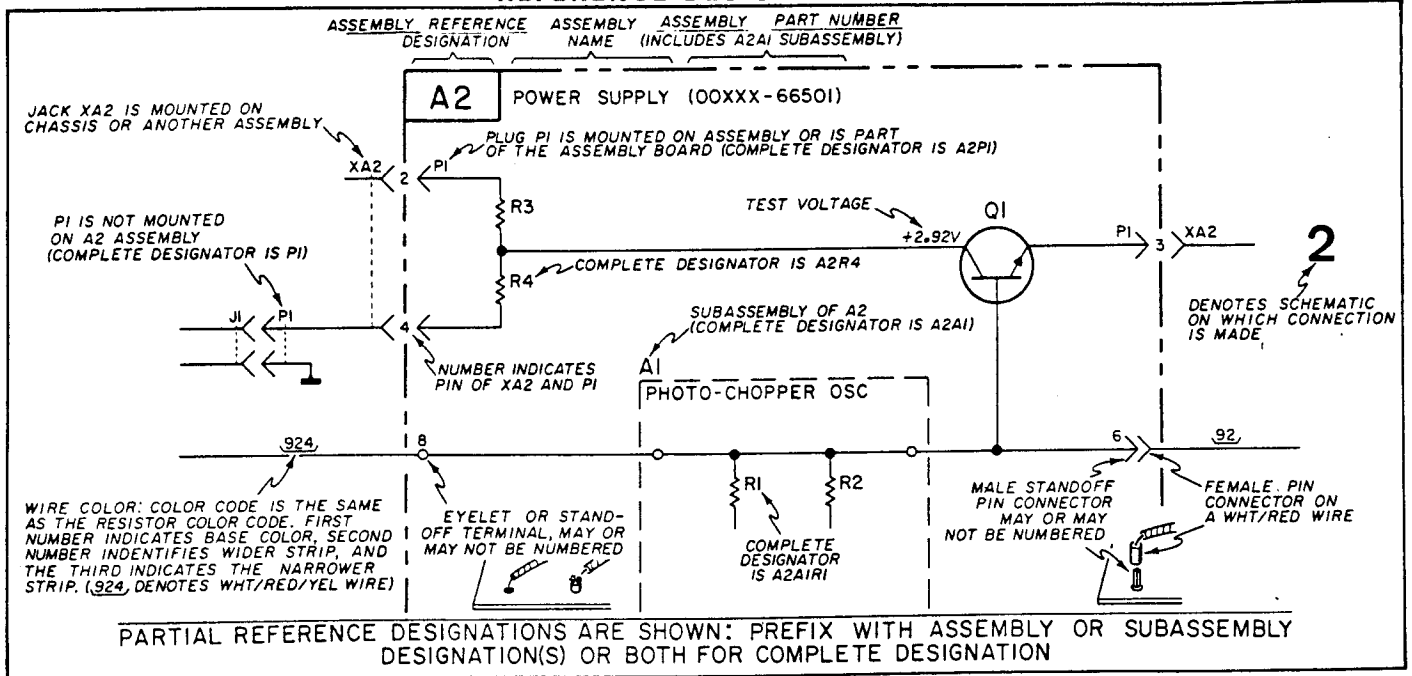 ASSEMBLY REFERENCE DESIGNATION
ASSEMBLY NAME
ASSEMBLY PART NUMBER
(INCLUDES A2A1 SUBASSEMBLY)
A2
POWER SUPPLY (00XXX-66501)
JACK XA2 IS MOUNTED ON
CHASSIS OR ANOTHER ASSEMBLY
PLUG P1 IS MOUNTED ON ASSEMBLY OR IS PART
OF THE ASSEMBLY BOARD (COMPLETE DESIGNATOR IS A2P1)
XA2
2
P1
R3
P1 IS NOT MOUNTED
ON A2 ASSEMBLY
(COMPLETE DESIGNATOR IS P1)
TEST VOLTAGE
+2.92V
Q1
P1
3
XA2
2
DENOTES SCHEMATIC
ON WHICH CONNECTION
IS MADE
R4
COMPLETE DESIGNATOR IS A2R4
SUBASSEMBLY OF A2
(COMPLETE DESIGNATOR IS A2A1)
J1
P1
4
NUMBER INDICATES
PIN OF XA2 AND P1
A1
PHOTO-CHOPPER OSC
924
8
6
92
R1
R2
WIRE COLOR: COLOR CODE IS THE SAME
AS THE RESISTOR COLOR CODE. FIRST
NUMBER INDICATES BASE COLOR, SECOND
NUMBER INDENTIFIES WIDER STRIP, AND
THE THIRD INDICATES THE NARROWER
STRIP. (924 DENOTES WHT/RED/YEL WIRE)
EYELET OR STAND-
OFF TERMINAL, MAY OR
MAY NOT BE NUMBERED
COMPLETE
DESIGNATOR
IS A2A1R1
MALE STANDOFF
PIN CONNECTOR
MAY OR MAY
NOT BE NUMBERED
FEMALE PIN
CONNECTOR ON
A WHT/RED WIRE
PARTIAL REFERENCE DESIGNATIONS ARE SHOWN: PREFIX WITH ASSEMBLY OR SUBASSEMBLY
DESIGNATION(S) OR BOTH FOR COMPLETE DESIGNATION